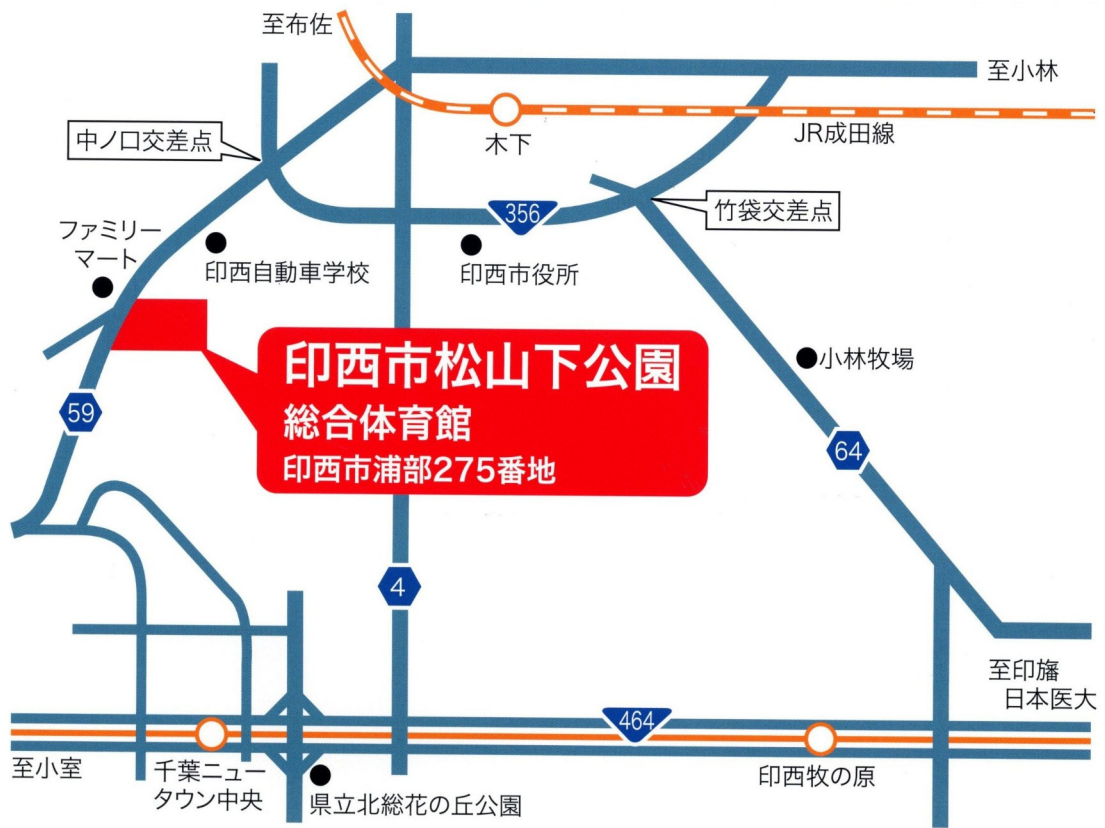 至布佐
至小林
中ノ口交差点
木下
JR成田線
356
竹袋交差点
ファミリー
マート
印西自動車学校
印西市役所
印西市松山下公園
総合体育館
印西市浦部275番地
小林牧場
59
64
4
至印旛
日本医大
464
至小室
千葉ニュー
タウン中央
県立北総花の丘公園
印西牧の原